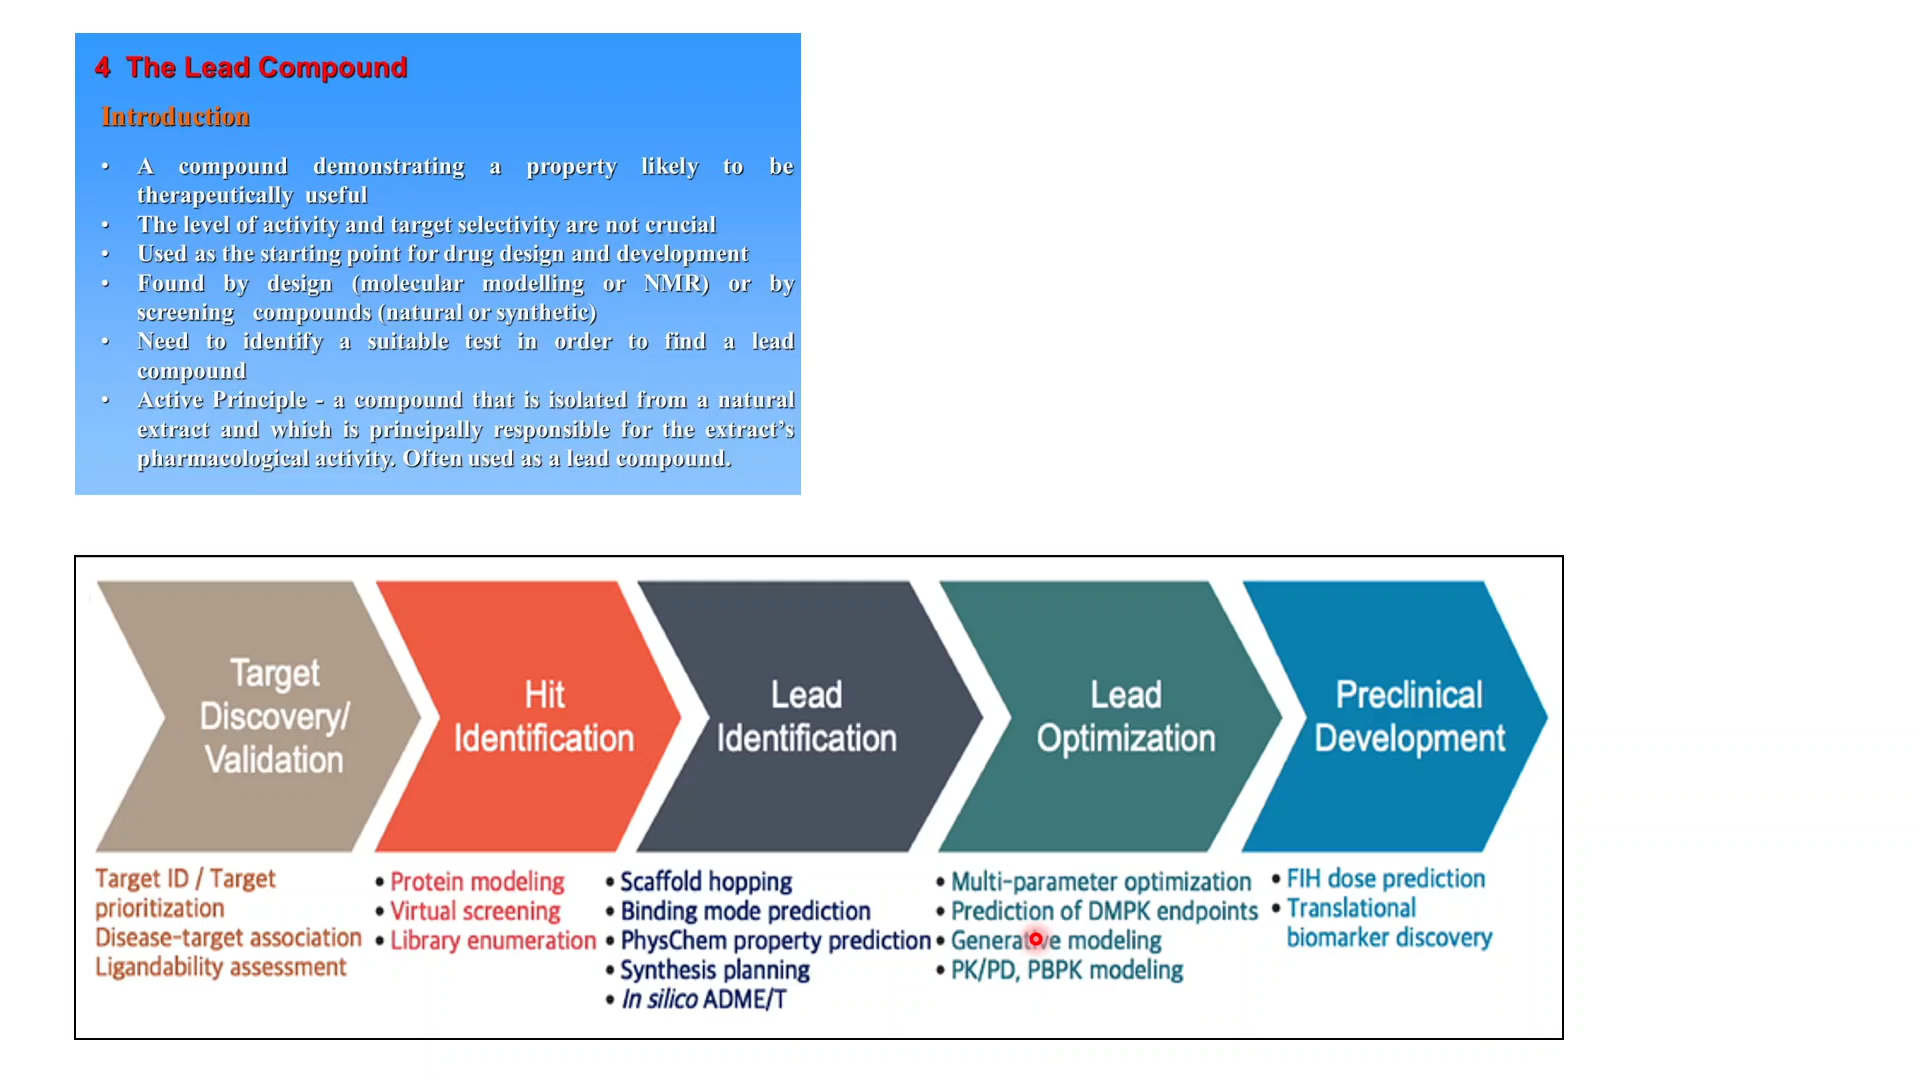 4 The Lead Compound
Introduction
• A compound demonstrating a property likely to be
therapeutically useful
• The level of activity and target selectivity are not crucial
• Used as the starting point for drug design and development
• Found by design (molecular modelling or NMR) or by
screening compounds (natural or synthetic)
• Need to identify a suitable test in order to find a lead
compound
• Active Principle - a compound that is isolated from a natural
extract and which is principally responsible for the extract’s
pharmacological activity. Often used as a lead compound.
Target
Discovery/
Validation
Hit
Identification
Lead
Identification
Lead
Optimization
Preclinical
Development
Target ID / Target
prioritization
Disease-target association
Ligandability assessment
• Protein modeling
• Virtual screening
• Library enumeration
• Scaffold hopping
• Binding mode prediction
• PhysChem property prediction
• Synthesis planning
• In silico ADME/T
• Multi-parameter optimization
• Prediction of DMPK endpoints
• Generative modeling
• PK/PD, PBPK modeling
• FIH dose prediction
• Translational
biomarker discovery